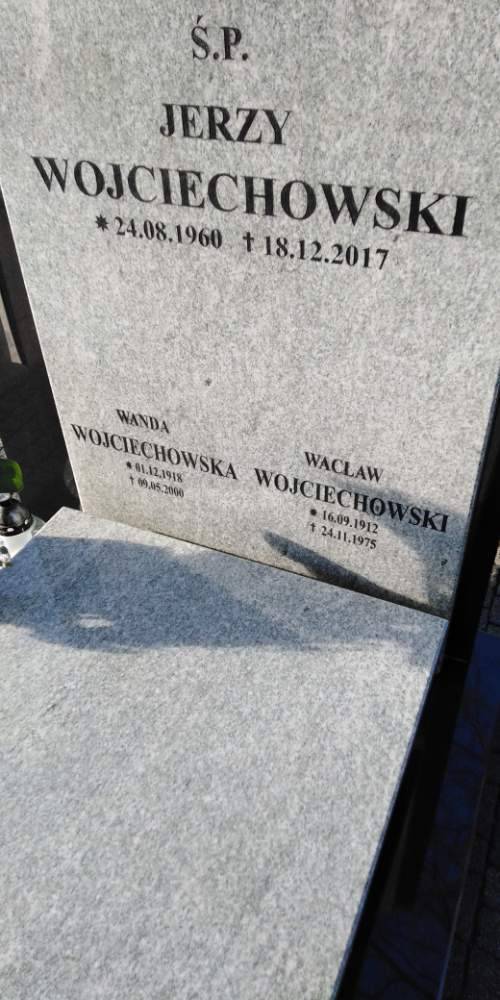 Ś.P.
JERZY
WOJCIECHOWSKI
* 24.08.1960 † 18.12.2017
WANDA
WOJCIECHOWSKA
* 01.12.1918
† 09.05.2000
WACŁAW
WOJCIECHOWSKI
* 16.09.1912
† 24.11.1975